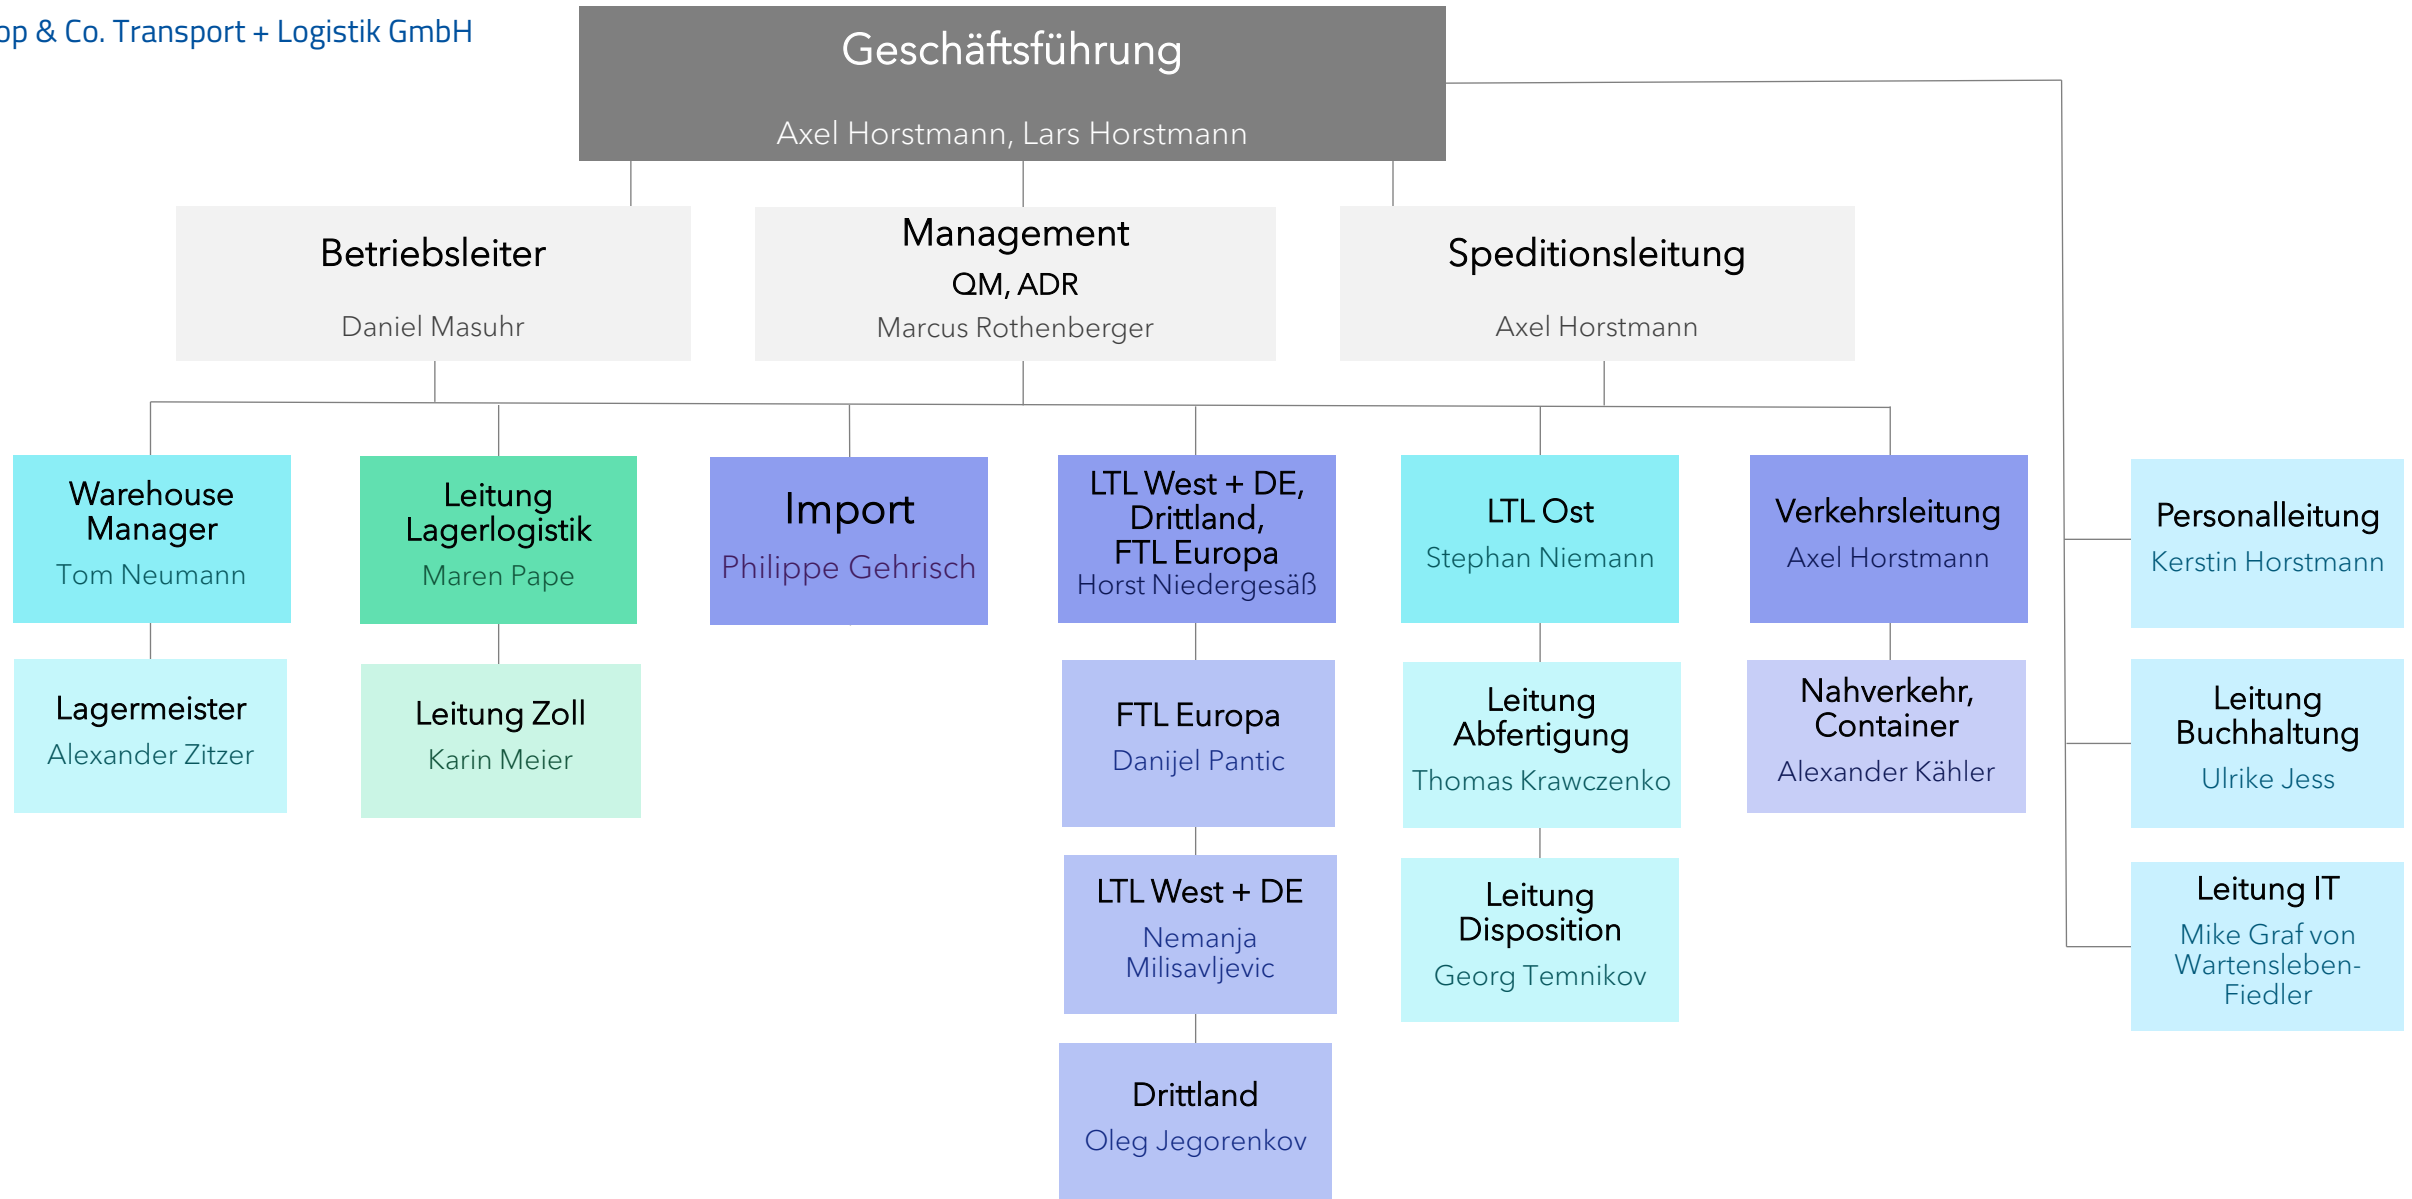 & Co. Transport + Logistik GmbH
Geschäftsführung
Axel Horstmann, Lars Horstmann
Betriebsleiter
Daniel Masuhr
Management
QM, ADR
Marcus Rothenberger
Speditionsleitung
Axel Horstmann
Warehouse
Manager
Tom Neumann
Leitung
Lagerlogistik
Maren Pape
Import
Philippe Gehrisch
LTL West + DE,
Drittland,
FTL Europa
Horst Niedergesäß
LTL Ost
Stephan Niemann
Verkehrsleitung
Axel Horstmann
Personalleitung
Kerstin Horstmann
Lagermeister
Alexander Zitzer
Leitung Zoll
Karin Meier
FTL Europa
Danijel Pantic
Leitung
Abfertigung
Thomas Krawczenko
Nahverkehr,
Container
Alexander Kähler
Leitung
Buchhaltung
Ulrike Jess
LTL West + DE
Nemanja
Milisavljevic
Leitung
Disposition
Georg Temnikov
Leitung IT
Mike Graf von
Wartensleben-
Fiedler
Drittland
Oleg Jegorenkov